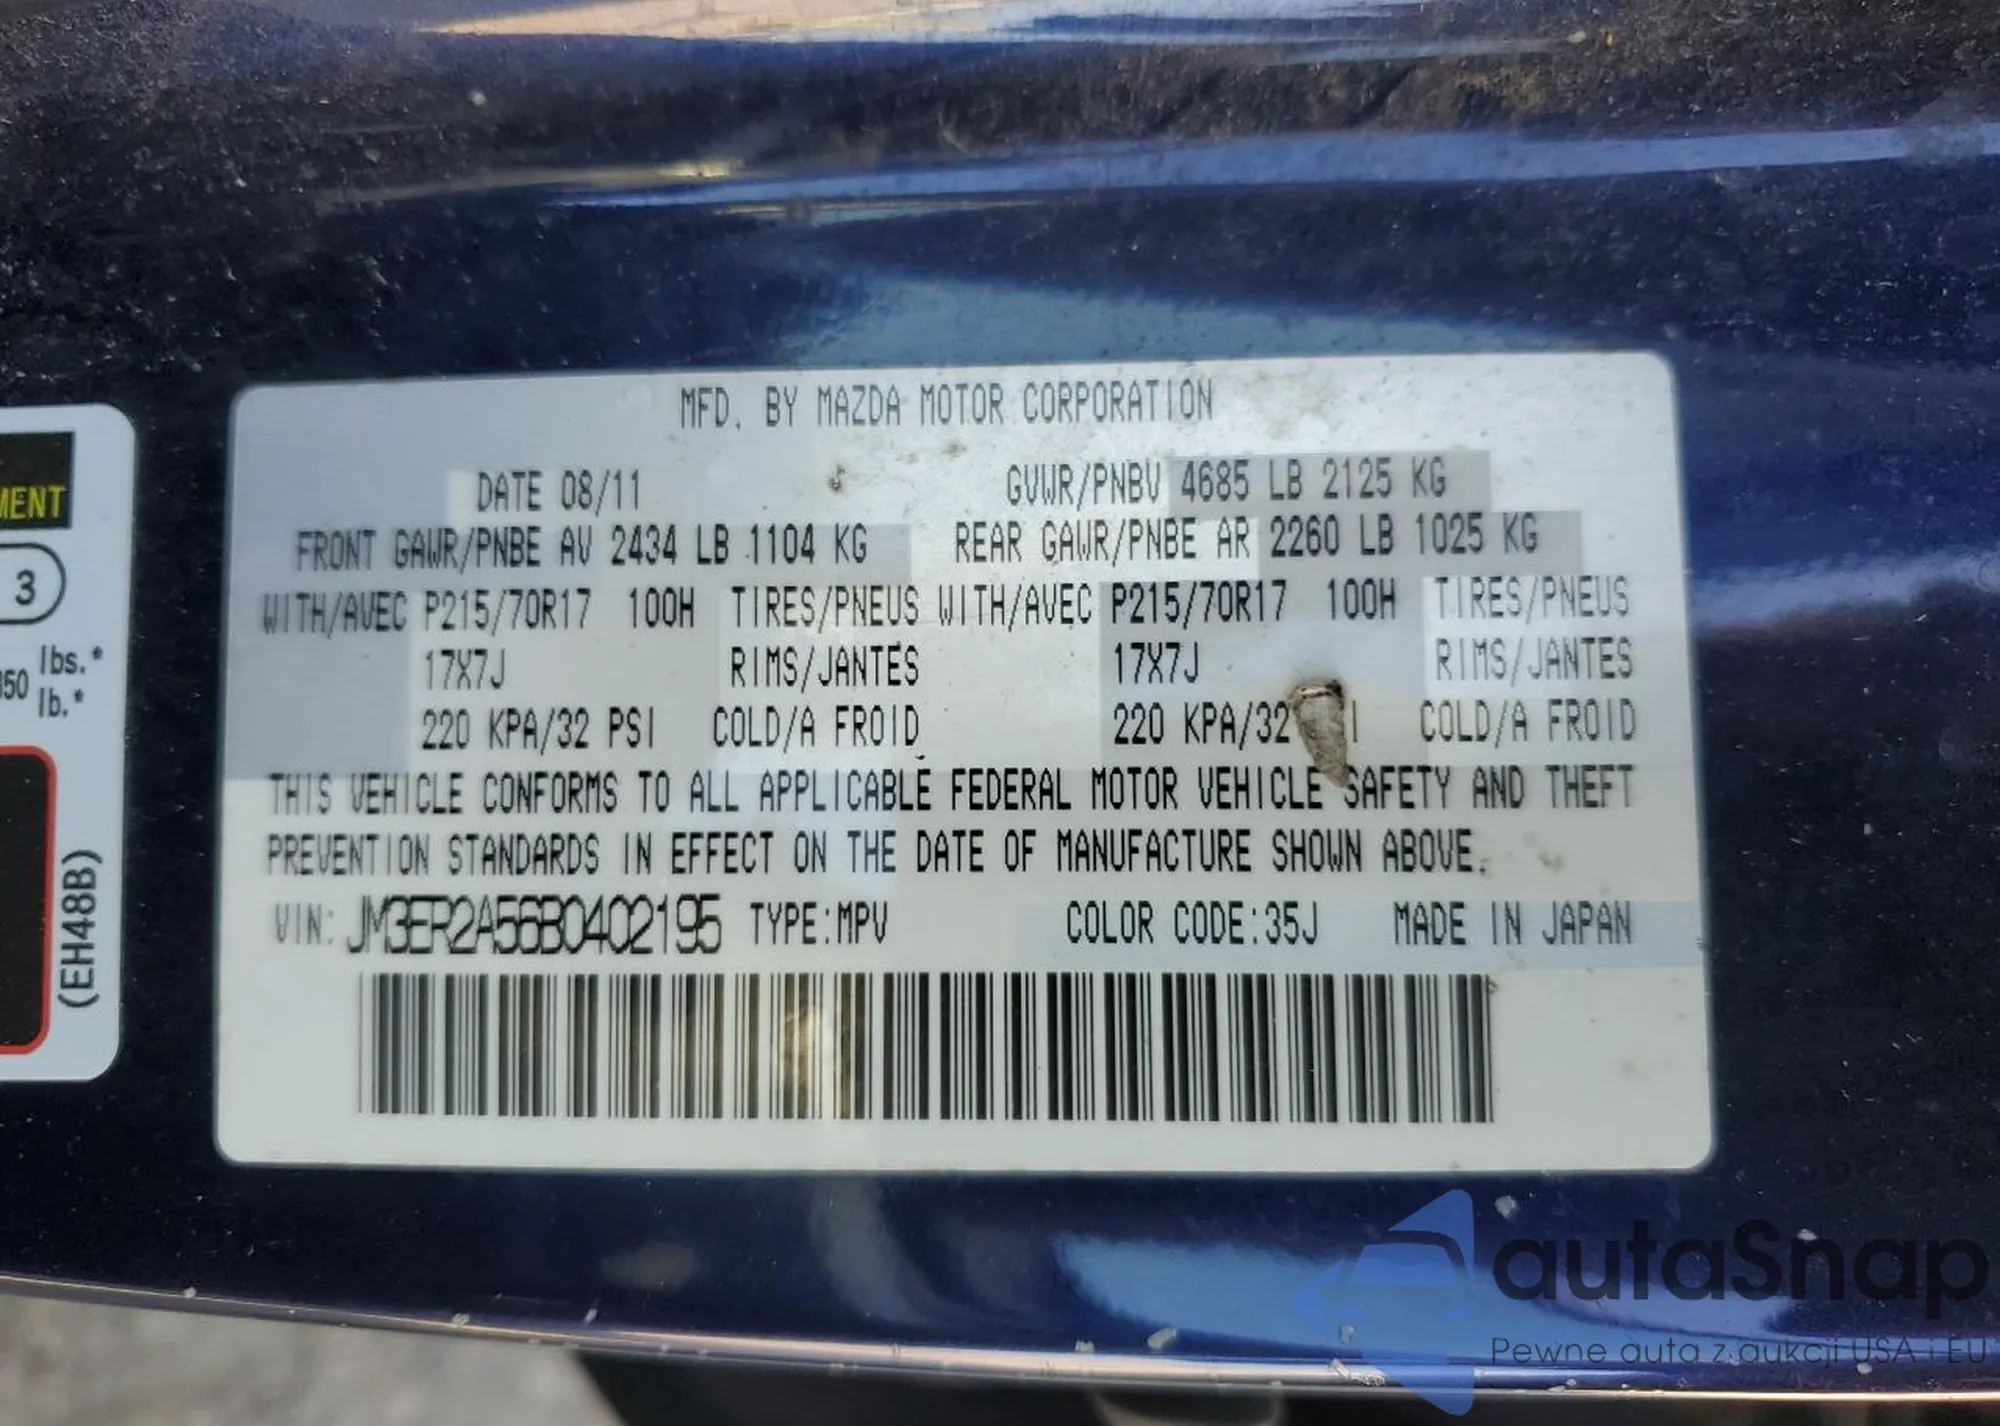 MENT
3
350 lbs.*
lb.*
(EH48B)
MFD. BY MAZDA MOTOR CORPORATION
DATE 08/11 GVWR/PNBV 4685 LB 2125 KG
FRONT GAWR/PNBE AV 2434 LB 1104 KG REAR GAWR/PNBE AR 2260 LB 1025 KG
WITH/AVEC P215/70R17 100H TIRES/PNEUS WITH/AVEC P215/70R17 100H TIRES/PNEUS
17X7J RIMS/JANTES 17X7J RIMS/JANTES
220 KPA/32 PSI COLD/A FROID 220 KPA/32 COLD/A FROID
THIS VEHICLE CONFORMS TO ALL APPLICABLE FEDERAL MOTOR VEHICLE SAFETY AND THEFT
PREVENTION STANDARDS IN EFFECT ON THE DATE OF MANUFACTURE SHOWN ABOVE.
VIN: JM3ER2A56B0402195 TYPE:MPV COLOR CODE:35J MADE IN JAPAN
autaSnap
Pewne auta z aukcji USA i EU